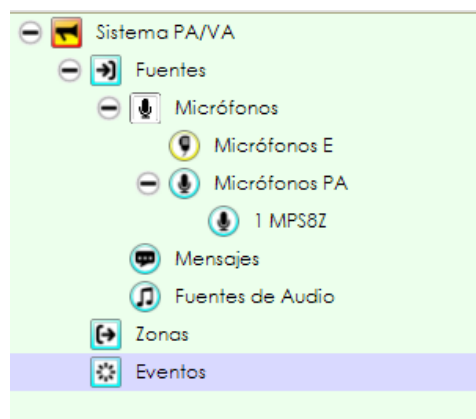 Sistema PA/VA
Fuentes
Micrófonos
Micrófonos E
Micrófonos PA
1 MPS8Z
Mensajes
Fuentes de Audio
Zonas
Eventos